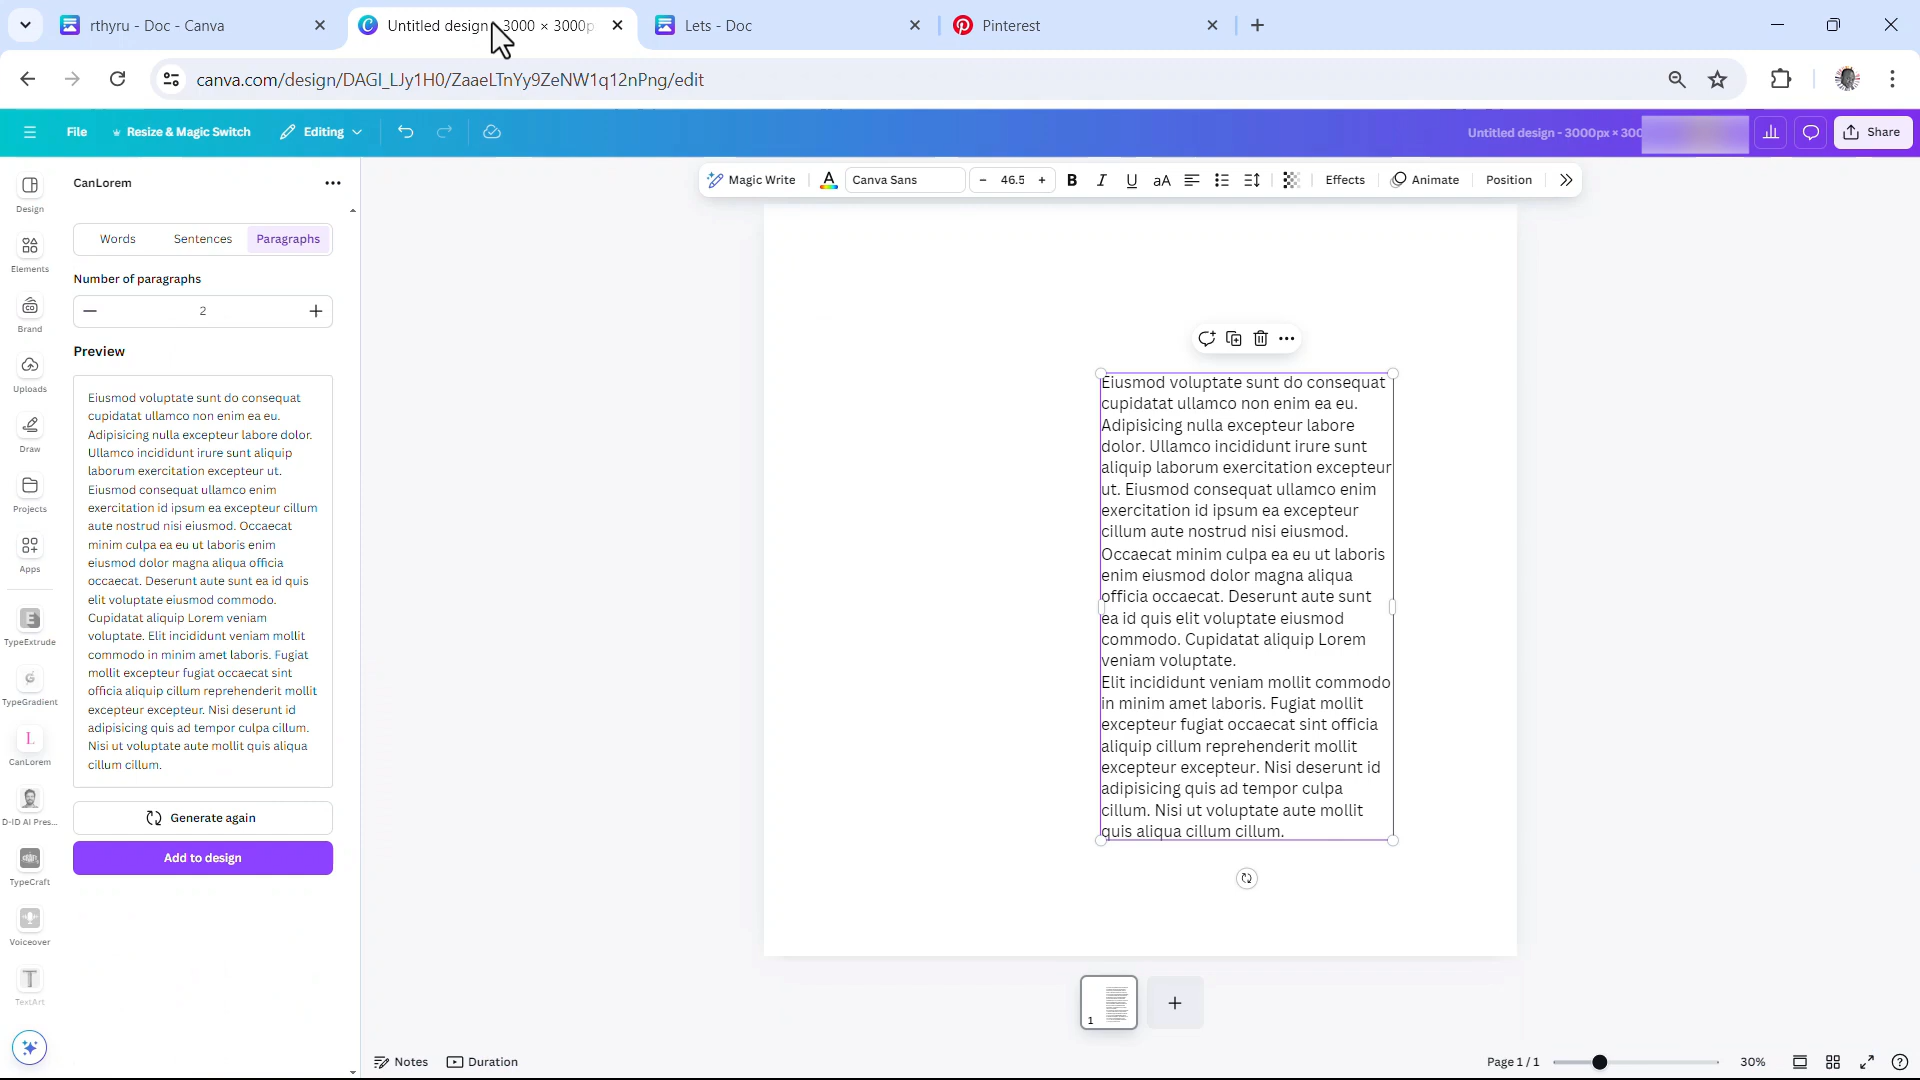 rthyru - Doc - Canva
Untitled design - 3000 × 3000p
Lets - Doc
Pinterest
canva.com/design/DAGI_LJy1H0/ZaaeLTnYy9ZeNW1q12nPng/edit
File
Resize & Magic Switch
Editing
Untitled design - 3000px × 300
Share
Design
Elements
Brand
Uploads
Draw
Projects
Apps
TypeExtrude
TypeGradient
CanLorem
D-ID AI Pres...
TypeCraft
Voiceover
TextArt
CanLorem
Words
Sentences
Paragraphs
Number of paragraphs
2
Preview
Eiusmod voluptate sunt do consequat
cupidatat ullamco non enim ea eu.
Adipisicing nulla excepteur labore dolor.
Ullamco incididunt irure sunt aliquip
laborum exercitation excepteur ut.
Eiusmod consequat ullamco enim
exercitation id ipsum ea excepteur cillum
aute nostrud nisi eiusmod. Occaecat
minim culpa ea eu ut laboris enim
eiusmod dolor magna aliqua officia
occaecat. Deserunt aute sunt ea id quis
elit voluptate eiusmod commodo.
Cupidatat aliquip Lorem veniam
voluptate. Elit incididunt veniam mollit
commodo in minim amet laboris. Fugiat
mollit excepteur fugiat occaecat sint
officia aliquip cillum reprehenderit mollit
excepteur excepteur. Nisi deserunt id
adipisicing quis ad tempor culpa cillum.
Nisi ut voluptate aute mollit quis aliqua
cillum cillum.
Generate again
Add to design
Magic Write
A
Canva Sans
- 46.5 +
B
I
U
aA
Effects
Animate
Position
Eiusmod voluptate sunt do consequat
cupidatat ullamco non enim ea eu.
Adipisicing nulla excepteur labore
dolor. Ullamco incididunt irure sunt
aliquip laborum exercitation excepteur
ut. Eiusmod consequat ullamco enim
exercitation id ipsum ea excepteur
cillum aute nostrud nisi eiusmod.
Occaecat minim culpa ea eu ut laboris
enim eiusmod dolor magna aliqua
officia occaecat. Deserunt aute sunt
ea id quis elit voluptate eiusmod
commodo. Cupidatat aliquip Lorem
veniam voluptate.
Elit incididunt veniam mollit commodo
in minim amet laboris. Fugiat mollit
excepteur fugiat occaecat sint officia
aliquip cillum reprehenderit mollit
excepteur excepteur. Nisi deserunt id
adipisicing quis ad tempor culpa
cillum. Nisi ut voluptate aute mollit
quis aliqua cillum cillum.
1
Notes
Duration
Page 1 / 1
30%